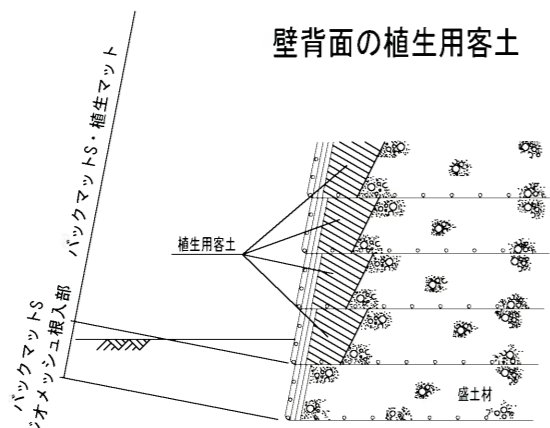 壁背面の植生用客土
バックマットS・植生マット
植生用客土
バックマットS
ジオメッシュ根入部
盛土材